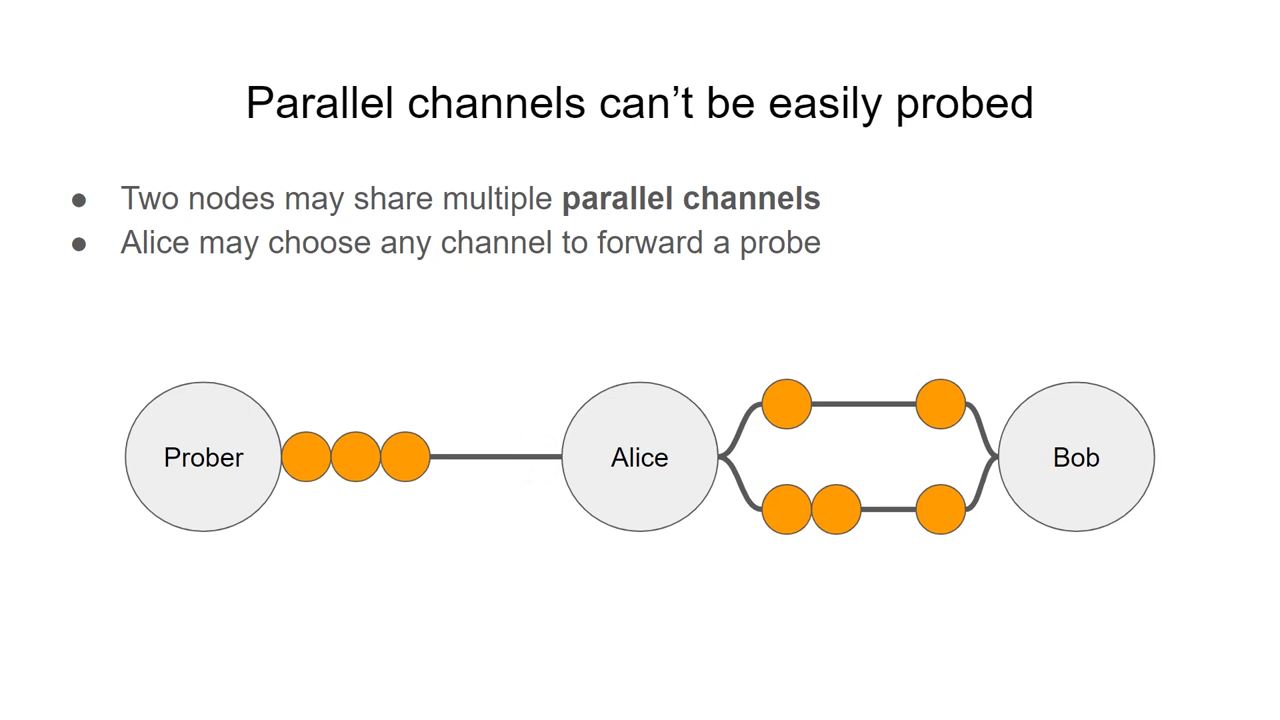 Parallel channels can’t be easily probed
● Two nodes may share multiple parallel channels
● Alice may choose any channel to forward a probe
Prober
Alice
Bob